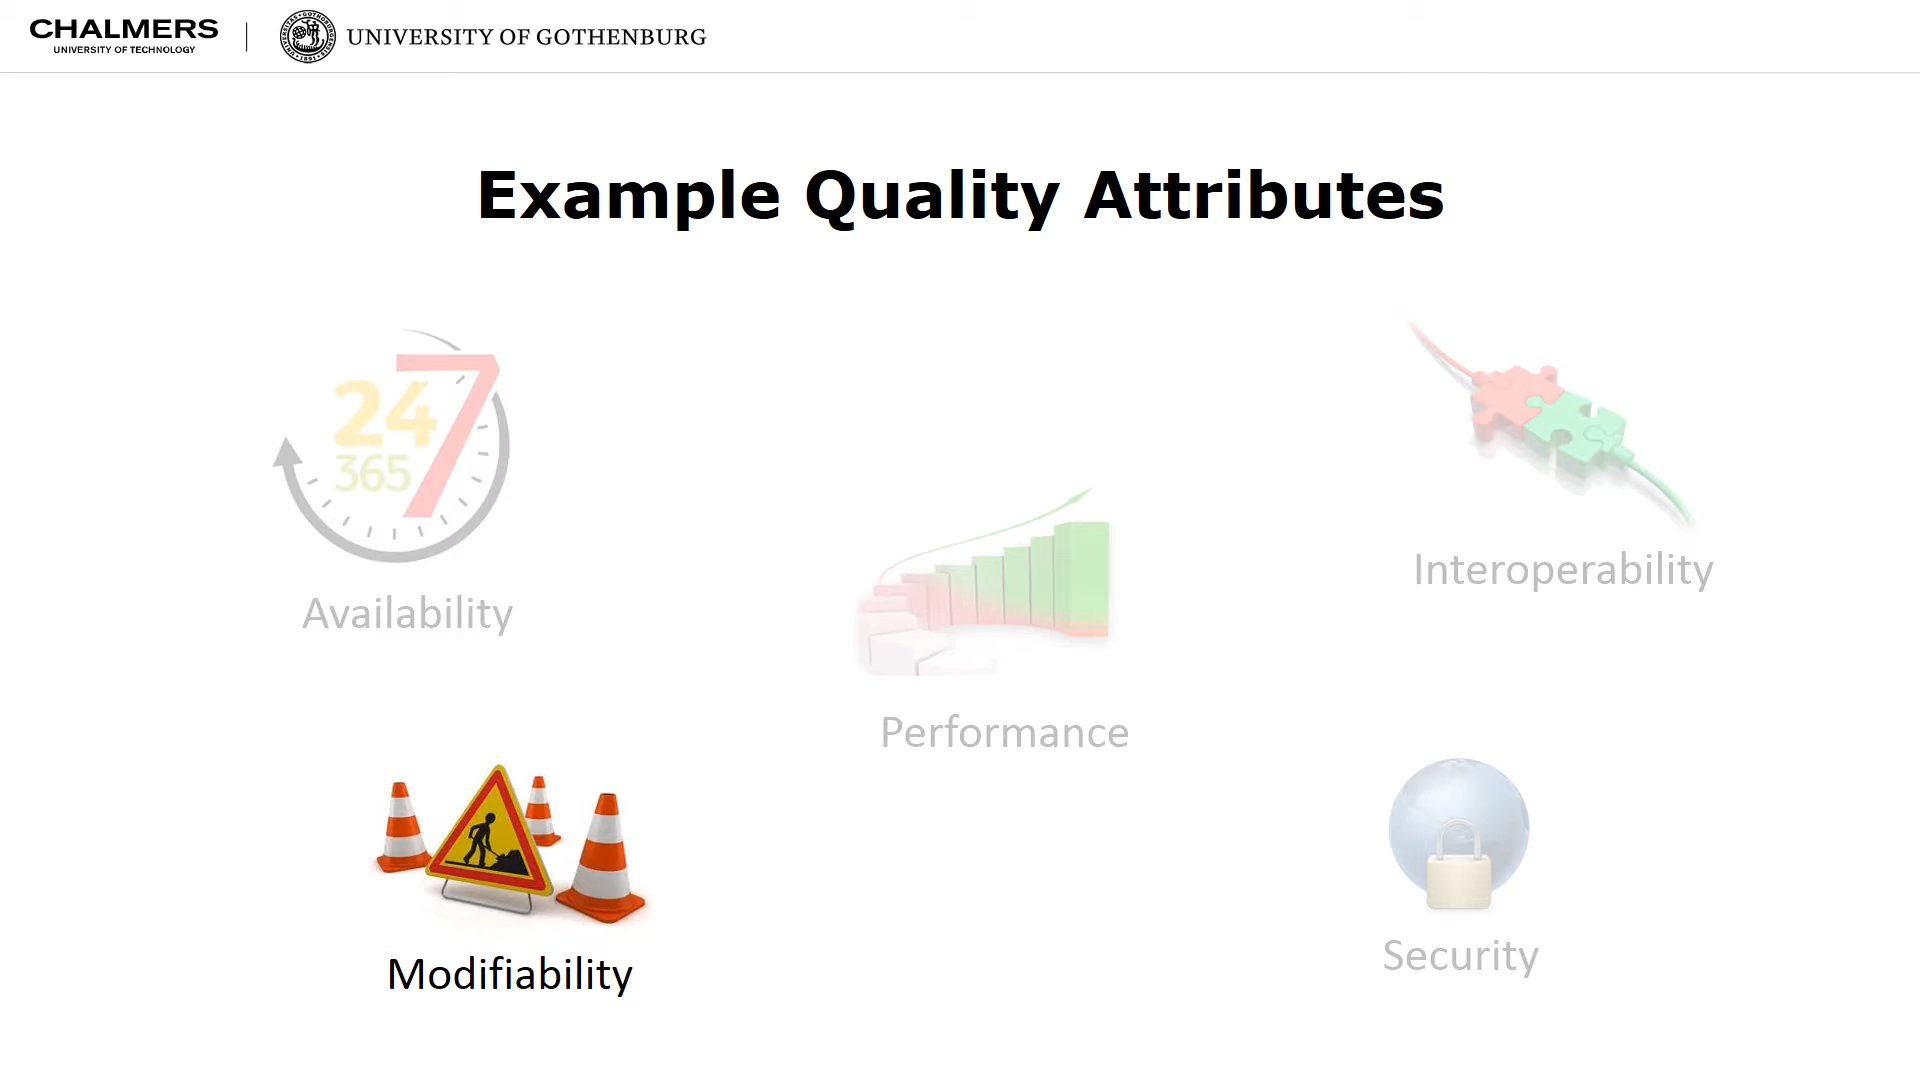 CHALMERS
UNIVERSITY OF TECHNOLOGY
UNIVERSITY OF GOTHENBURG
Example Quality Attributes
24
7
365
Availability
Interoperability
Performance
Modifiability
Security